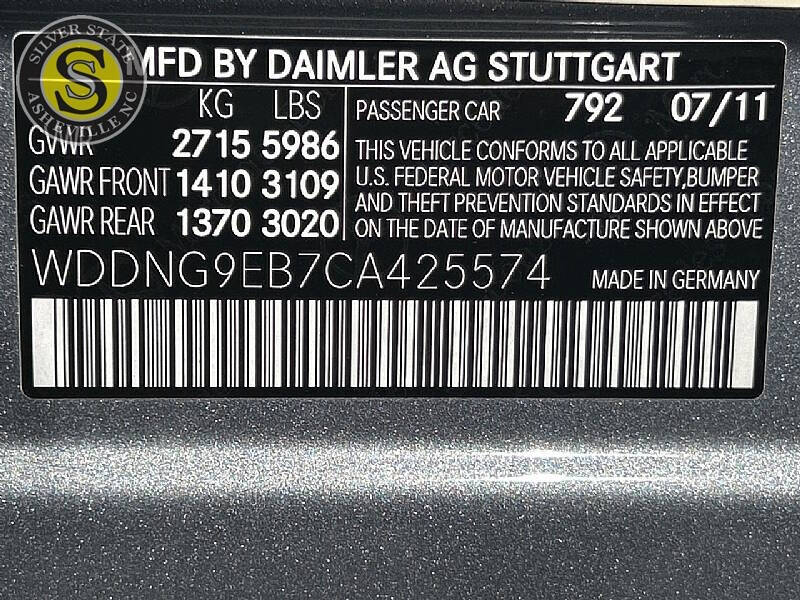 SILVER STATE
S
ASHEVILLE NC
MFD BY DAIMLER AG STUTTGART
KG LBS
GVWR 2715 5986
GAWR FRONT 1410 3109
GAWR REAR 1370 3020
PASSENGER CAR 792 07/11
THIS VEHICLE CONFORMS TO ALL APPLICABLE
U.S. FEDERAL MOTOR VEHICLE SAFETY,BUMPER
AND THEFT PREVENTION STANDARDS IN EFFECT
ON THE DATE OF MANUFACTURE SHOWN ABOVE
WDDNG9EB7CA425574 MADE IN GERMANY